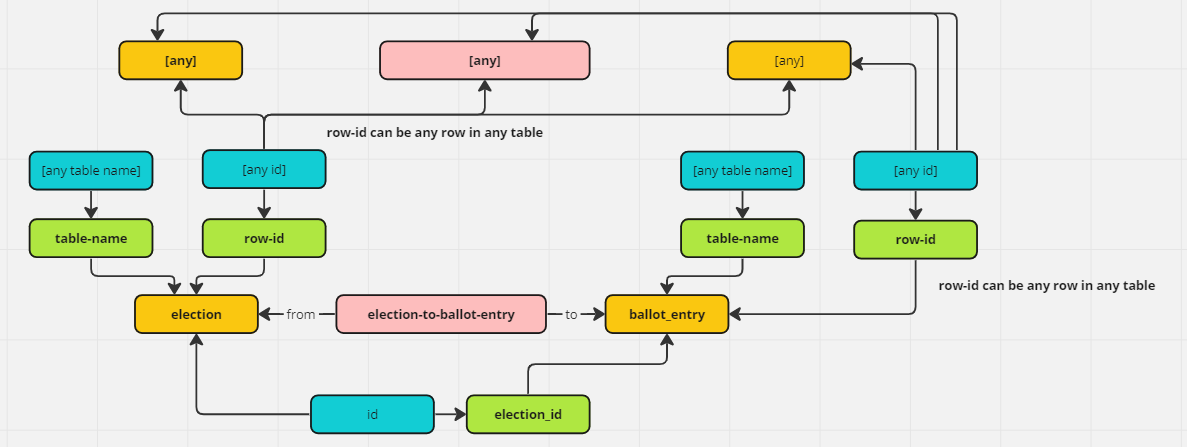 [any]
[any]
[any]
row-id can be any row in any table
[any table name]
[any id]
[any table name]
[any id]
table-name
row-id
table-name
row-id
row-id can be any row in any table
election
from
election-to-ballot-entry
to
ballot_entry
id
election_id